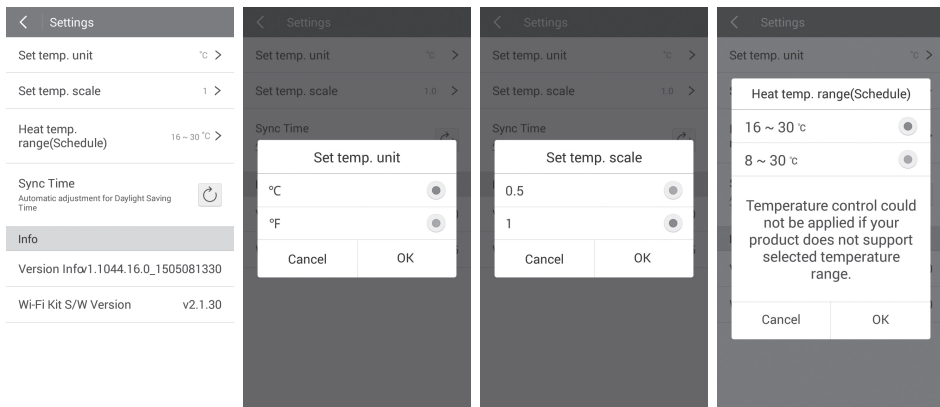 Settings
Set temp. unit °C
Set temp. scale 1
Heat temp.
range(Schedule) 16 ~ 30 °C
Sync Time
Automatic adjustment for Daylight Saving
Time
Info
Version Info v1.1044.16.0_1505081330
Wi-Fi Kit S/W Version v2.1.30
Settings
Set temp. unit °C
Set temp. scale 1.0
Sync Time
Set temp. unit
°C
°F
Cancel OK
Settings
Set temp. unit °C
Set temp. scale 1.0
Sync Time
Set temp. scale
0.5
1
Cancel OK
Settings
Set temp. unit °C
Heat temp. range(Schedule)
16 ~ 30 °C
8 ~ 30 °C
Temperature control could
not be applied if your
product does not support
selected temperature
range.
Cancel OK